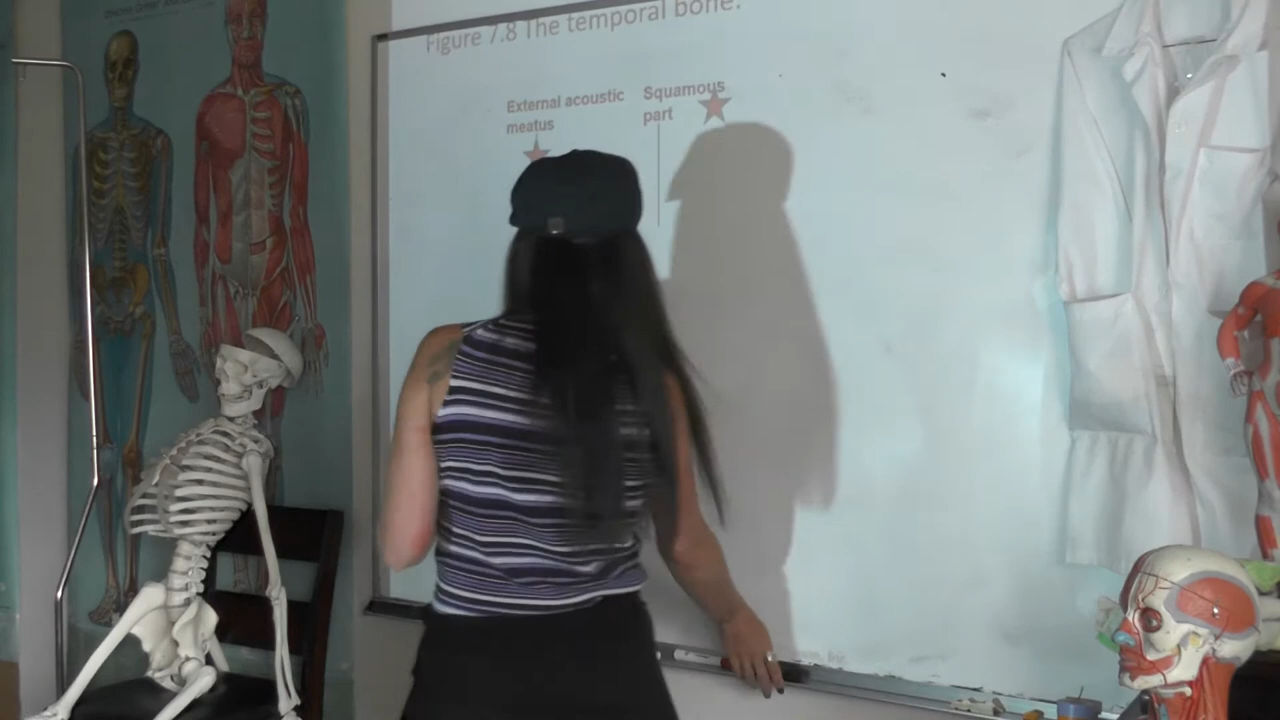 Figure 7.8 The temporal bone.
External acoustic
meatus
Squamous
part